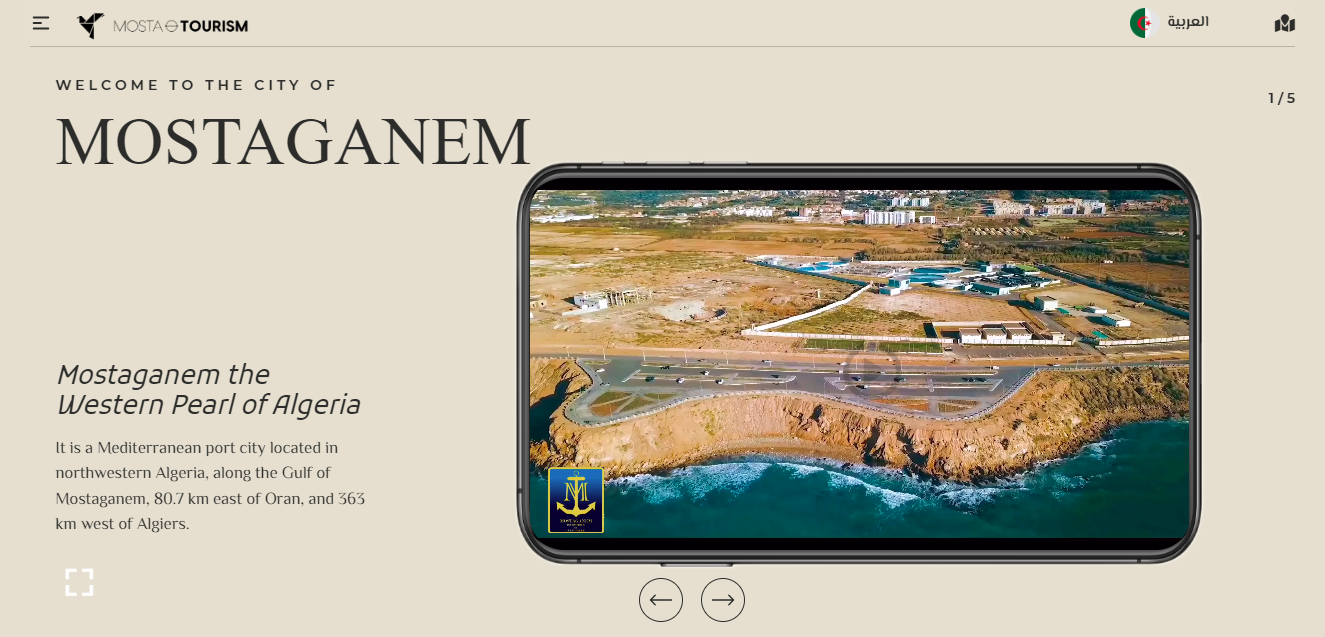 MOSTA TOURISM
العربية
WELCOME TO THE CITY OF
1 / 5
MOSTAGANEM
Mostaganem the
Western Pearl of Algeria
It is a Mediterranean port city located in
northwestern Algeria, along the Gulf of
Mostaganem, 80.7 km east of Oran, and 363
km west of Algiers.
M
MOSTAGANEM